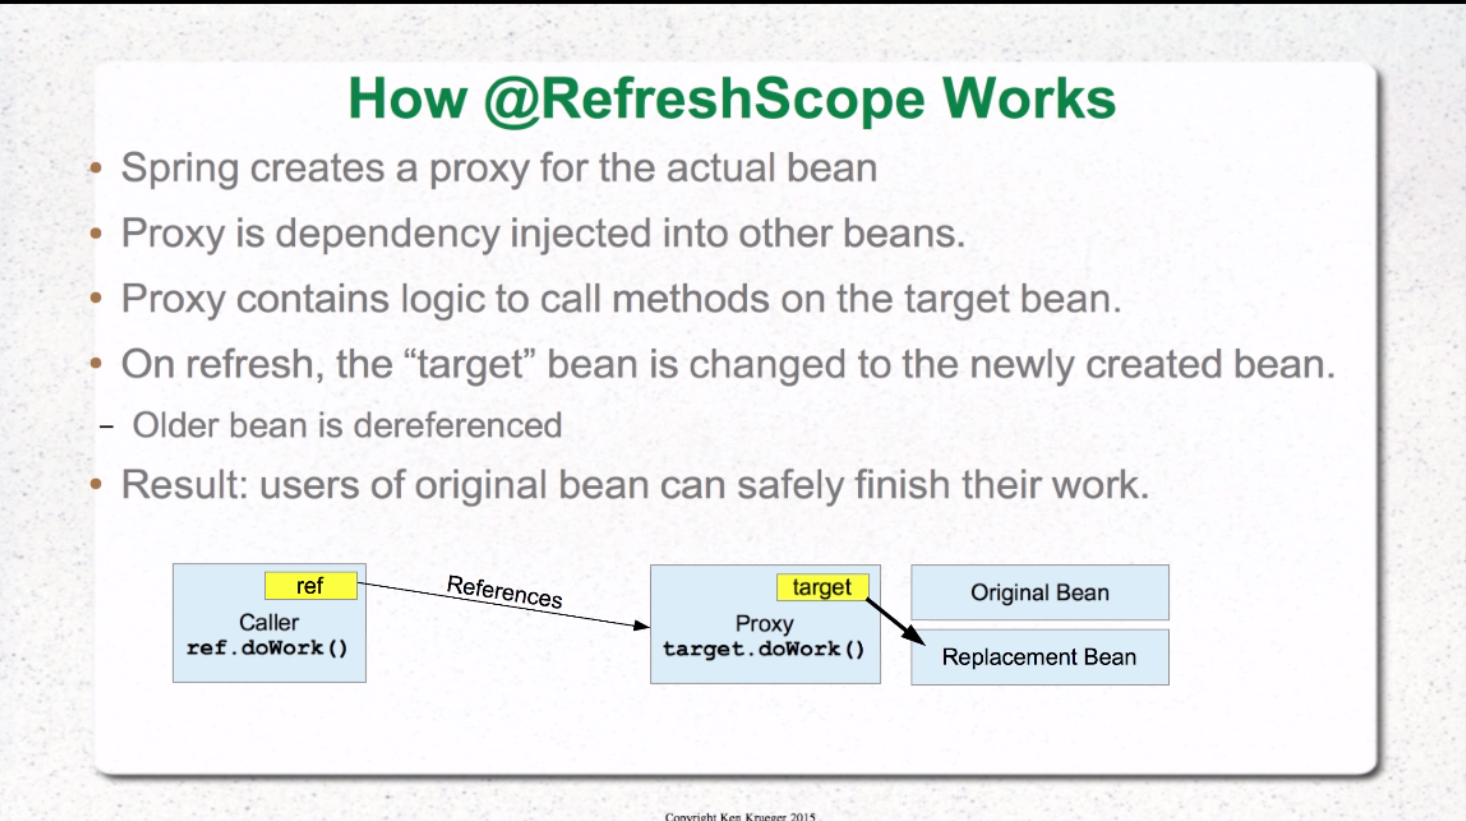 How @RefreshScope Works
• Spring creates a proxy for the actual bean
• Proxy is dependency injected into other beans.
• Proxy contains logic to call methods on the target bean.
• On refresh, the “target” bean is changed to the newly created bean.
– Older bean is dereferenced
• Result: users of original bean can safely finish their work.
ref
References
Caller
ref.doWork()
target
Proxy
target.doWork()
Original Bean
Replacement Bean
Copyright Ken Krueger 2015 .